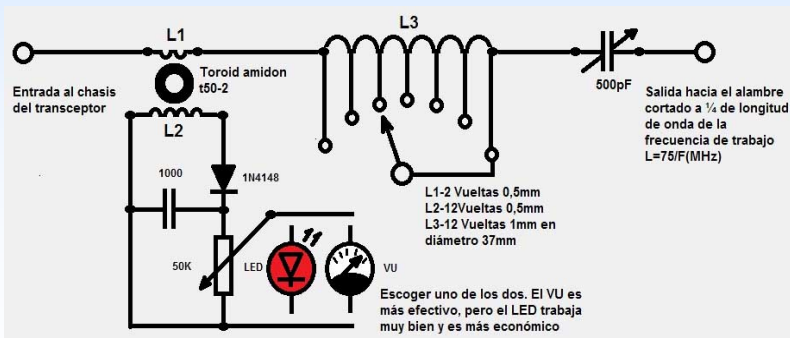 L1
L3
Toroid amidon
t50-2
Entrada al chasis
del transceptor
L2
500pF
Salida hacia el alambre
cortado a ¼ de longitud
de onda de la
frecuencia de trabajo
L=75/F(MHz)
1000
1N4148
L1-2 Vueltas 0,5mm
L2-12Vueltas 0,5mm
L3-12 Vueltas 1mm en
diámetro 37mm
50K
LED
VU
Escoger uno de los dos. El VU es
más efectivo, pero el LED trabaja
muy bien y es más económico